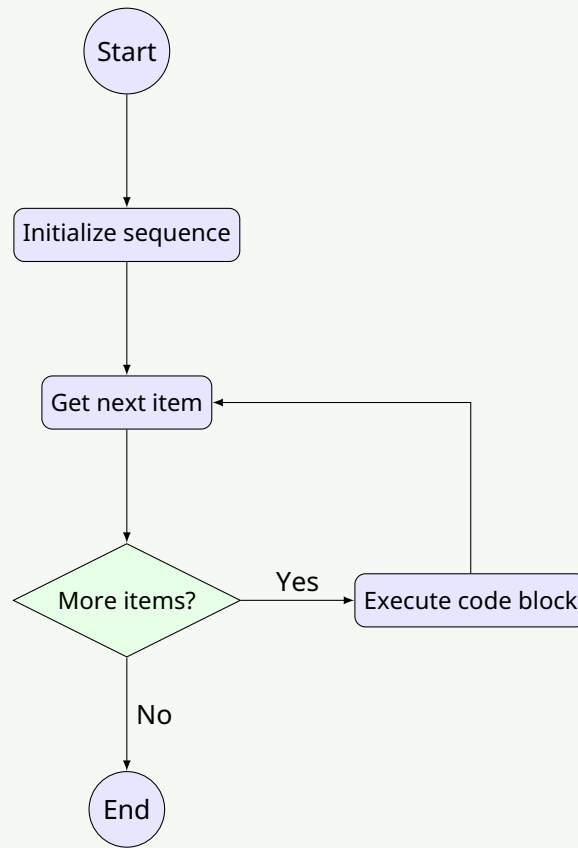 Start
Initialize sequence
Get next item
More items?
Yes
Execute code block
No
End